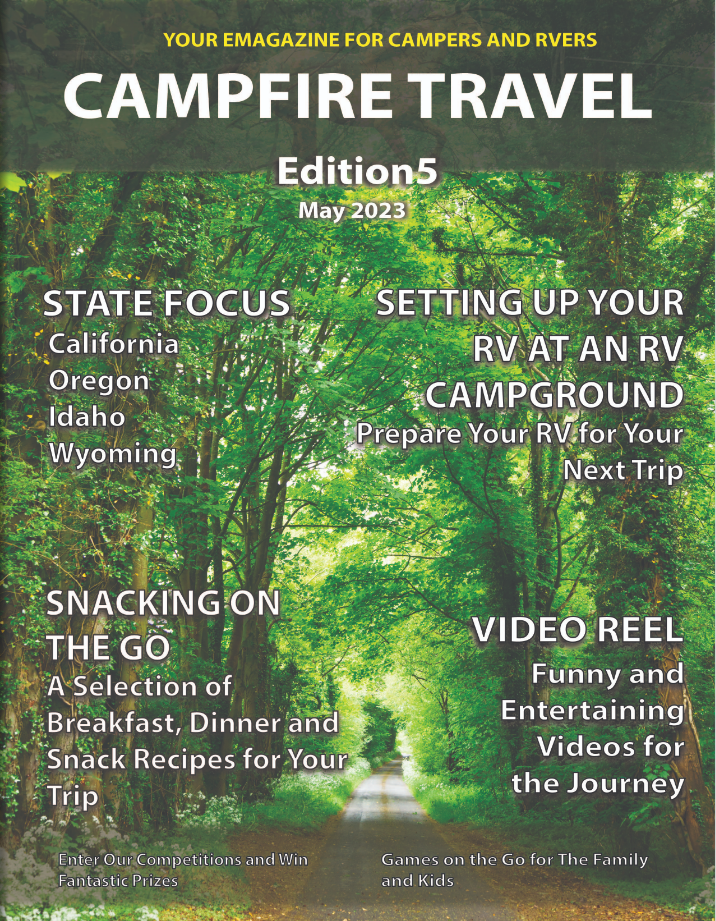 YOUR EMAGAZINE FOR CAMPERS AND RVERS
CAMPFIRE TRAVEL
Edition5
May 2023
STATE FOCUS
California
Oregon
Idaho
Wyoming
SETTING UP YOUR
RV AT AN RV
CAMPGROUND
Prepare Your RV for Your
Next Trip
SNACKING ON
THE GO
A Selection of
Breakfast, Dinner and
Snack Recipes for Your
Trip
VIDEO REEL
Funny and
Entertaining
Videos for
the Journey
Enter Our Competitions and Win
Fantastic Prizes
Games on the Go for The Family
and Kids